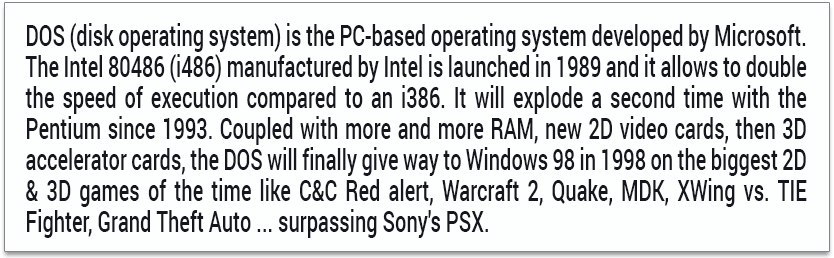 DOS (disk operating system) is the PC-based operating system developed by Microsoft.
The Intel 80486 (i486) manufactured by Intel is launched in 1989 and it allows to double
the speed of execution compared to an i386. It will explode a second time with the
Pentium since 1993. Coupled with more and more RAM, new 2D video cards, then 3D
accelerator cards, the DOS will finally give way to Windows 98 in 1998 on the biggest 2D
& 3D games of the time like C&C Red alert, Warcraft 2, Quake, MDK, XWing vs. TIE
Fighter, Grand Theft Auto ... surpassing Sony's PSX.